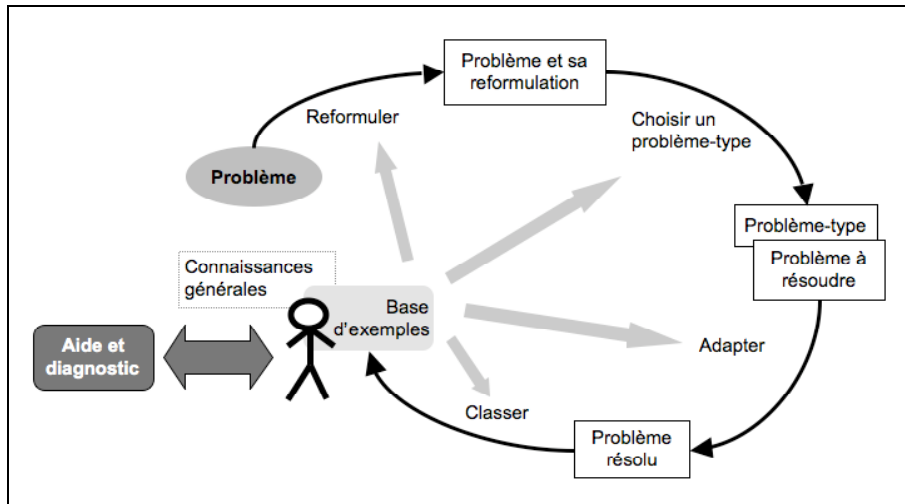 Problème et sa
reformulation
Reformuler
Choisir un
problème-type
Problème
Problème-type
Problème à
résoudre
Connaissances
générales
Base
d'exemples
Aide et
diagnostic
Adapter
Classer
Problème
résolu